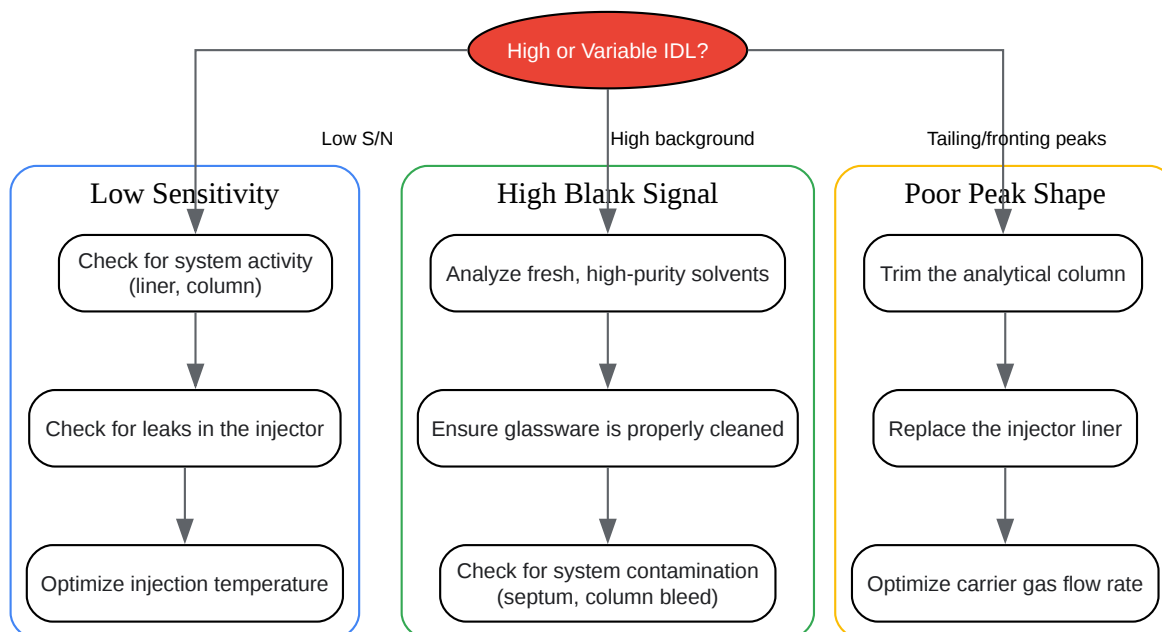 High or Variable IDL?
Low S/N
High background
Tailing/fronting peaks
Low Sensitivity
High Blank Signal
Poor Peak Shape
Check for system activity
(liner, column)
Analyze fresh, high-purity solvents
Trim the analytical column
Check for leaks in the injector
Ensure glassware is properly cleaned
Replace the injector liner
Optimize injection temperature
Check for system contamination
(septum, column bleed)
Optimize carrier gas flow rate